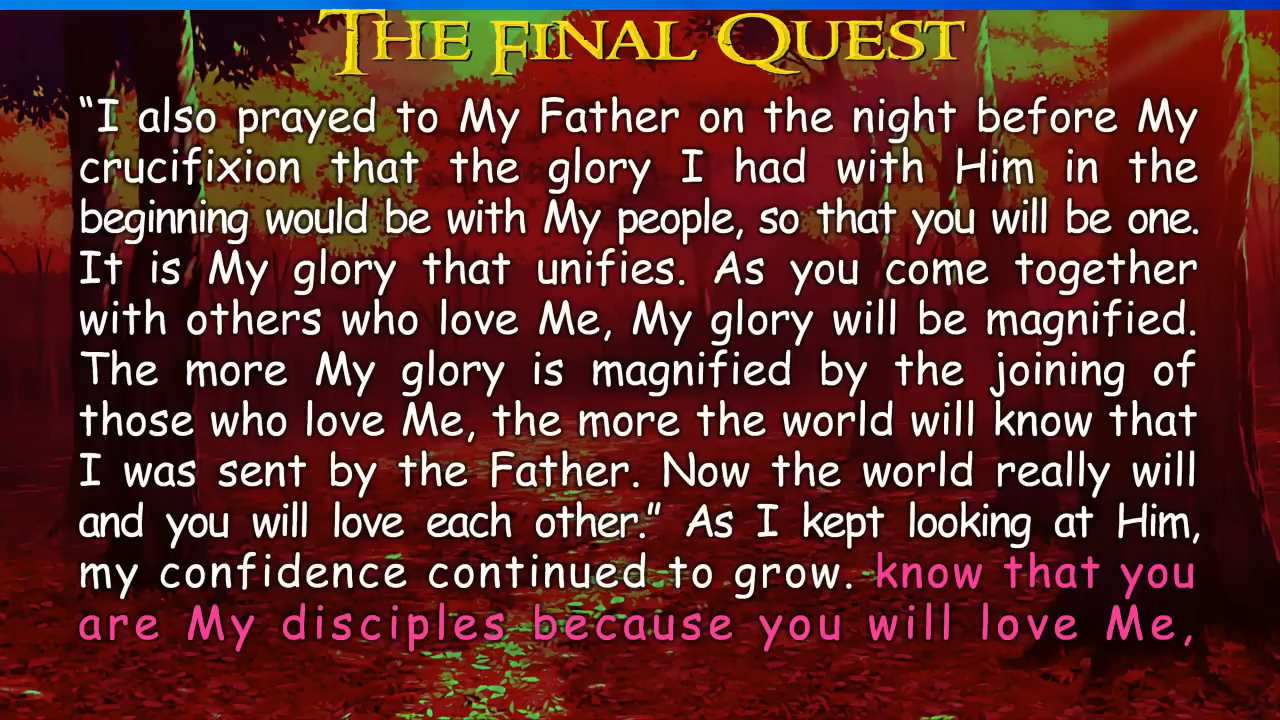 THE FINAL QUEST
“I also prayed to My Father on the night before My
crucifixion that the glory I had with Him in the
beginning would be with My people, so that you will be one.
It is My glory that unifies. As you come together
with others who love Me, My glory will be magnified.
The more My glory is magnified by the joining of
those who love Me, the more the world will know that
I was sent by the Father. Now the world really will
and you will love each other.” As I kept looking at Him,
my confidence continued to grow. know that you
are My disciples because you will love Me,